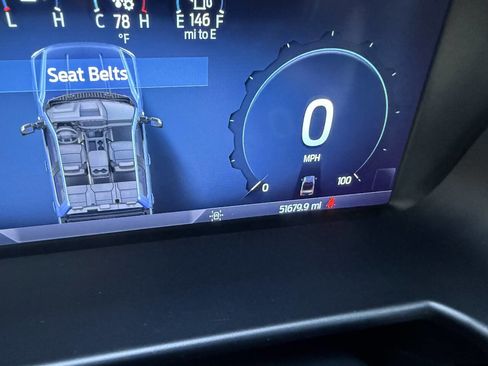 L H C 78 H E 146 F
°F mi to E
Seat Belts
0
MPH
0 100
51679.9 mi